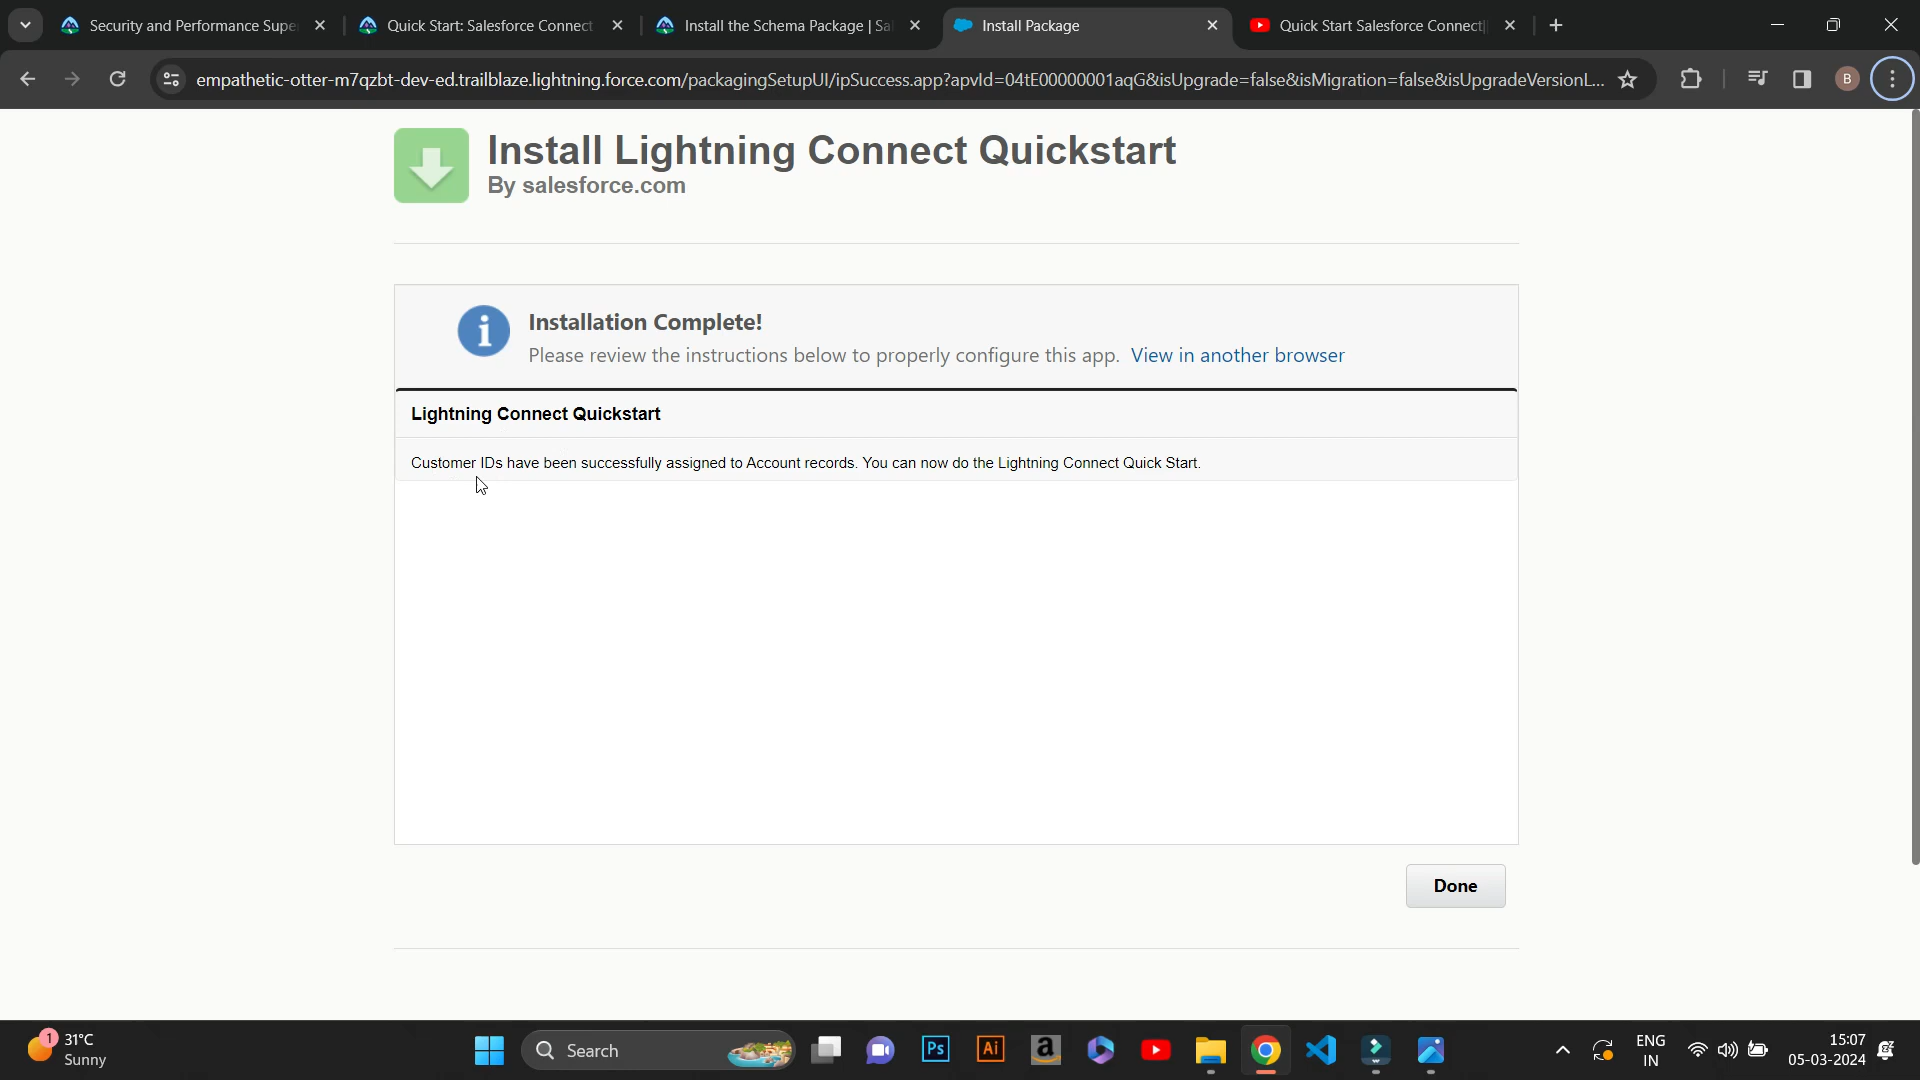 Security and Performance Supe
Quick Start: Salesforce Connect
Install the Schema Package | Sa
Install Package
Quick Start Salesforce Connect|
empathetic-otter-m7qzbt-dev-ed.trailblaze.lightning.force.com/packagingSetupUI/ipSuccess.app?apvId=04tE00000001aqG&isUpgrade=false&isMigration=false&isUpgradeVersionL...
B
Install Lightning Connect Quickstart
By salesforce.com
Installation Complete!
Please review the instructions below to properly configure this app. View in another browser
Lightning Connect Quickstart
Customer IDs have been successfully assigned to Account records. You can now do the Lightning Connect Quick Start.
Done
1
31°C
Sunny
Search
Ps
Ai
a
ENG
IN
15:07
05-03-2024